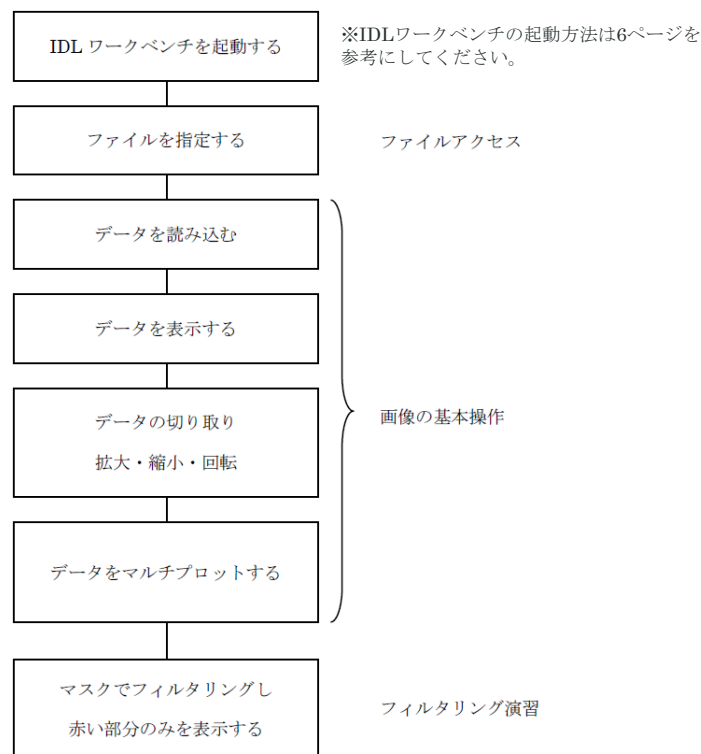 IDL ワークベンチを起動する
※IDLワークベンチの起動方法は6ページを
参考にしてください。
ファイルを指定する
ファイルアクセス
データを読み込む
データを表示する
データの切り取り
拡大・縮小・回転
画像の基本操作
データをマルチプロットする
マスクでフィルタリングし
赤い部分のみを表示する
フィルタリング演習